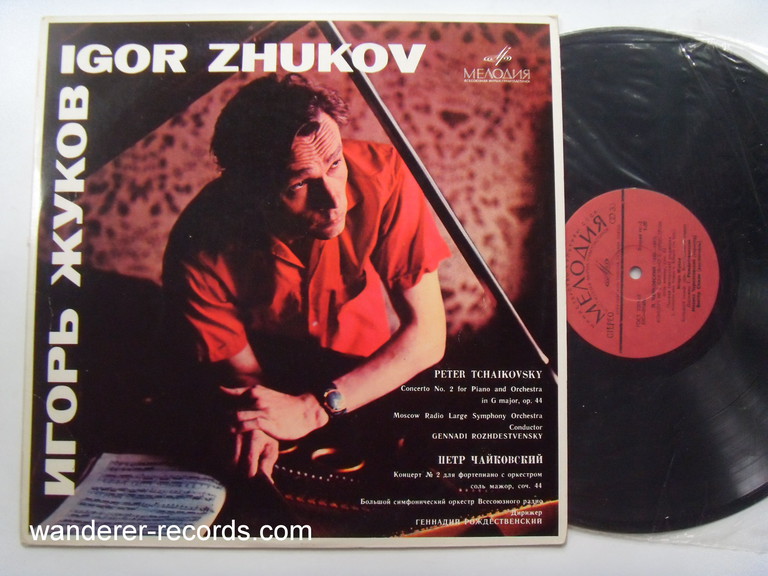 IGOR ZHUKOV
ИГОРЬ ЖУКОВ
МЕЛОДИЯ
PETER TCHAIKOVSKY
Concerto No. 2 for Piano and Orchestra
in G major, op. 44
Moscow Radio Large Symphony Orchestra
Conductor
GENNADI ROZHDESTVENSKY
ПЕТР ЧАЙКОВСКИЙ
Концерт № 2 для фортепиано с оркестром
соль мажор, соч. 44
Большой симфонический оркестр Всесоюзного радио
Дирижер
ГЕННАДИЙ РОЖДЕСТВЕНСКИЙ
МЕЛОДИЯ
СТЕРЕО
wanderer-records.com